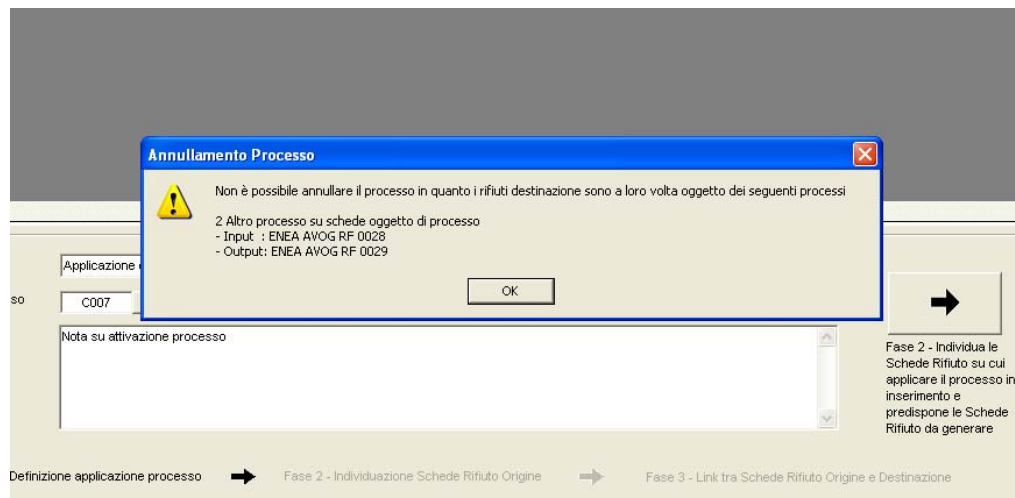 Annullamento Processo
Non è possibile annullare il processo in quanto i rifiuti destinazione sono a loro volta oggetto dei seguenti processi
2 Altro processo su schede oggetto di processo
- Input : ENEA AVOG RF 0028
- Output: ENEA AVOG RF 0029
OK
Applicazione
so
C007
Nota su attivazione processo
Fase 2 - Individua le
Schede Rifiuto su cui
applicare il processo in
inserimento e
predispone le Schede
Rifiuto da generare
Definizione applicazione processo
Fase 2 - Individuazione Schede Rifiuto Origine
Fase 3 - Link tra Schede Rifiuto Origine e Destinazione